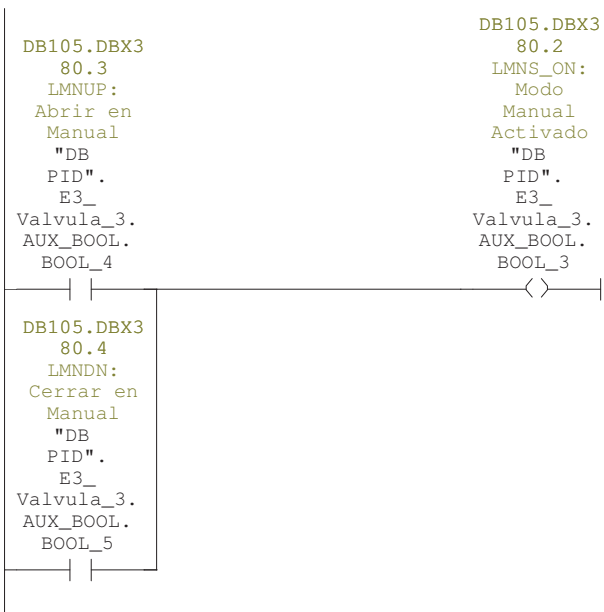 DB105.DBX3
80.3
LMNUP:
Abrir en
Manual
"DB
PID".
E3_
Valvula_3.
AUX_BOOL.
BOOL_4
DB105.DBX3
80.2
LMNS_ON:
Modo
Manual
Activado
"DB
PID".
E3_
Valvula_3.
AUX_BOOL.
BOOL_3
DB105.DBX3
80.4
LMNDN:
Cerrar en
Manual
"DB
PID".
E3_
Valvula_3.
AUX_BOOL.
BOOL_5